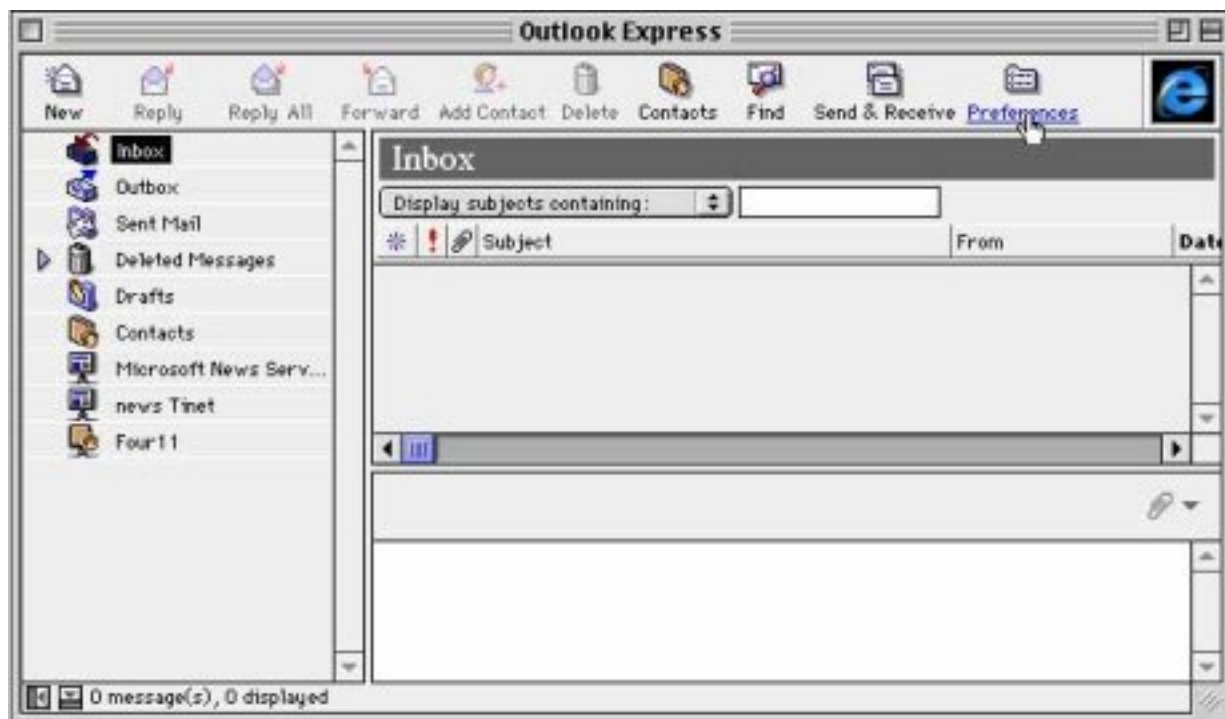 Outlook Express
New Reply Reply All Forward Add Contact Delete Contacts Find Send & Receive Preferences
Inbox
Outbox
Sent Mail
Deleted Messages
Drafts
Contacts
Microsoft News Serv...
news Tinet
Four11
Inbox
Display subjects containing:
Subject From Date
0 message(s), 0 displayed